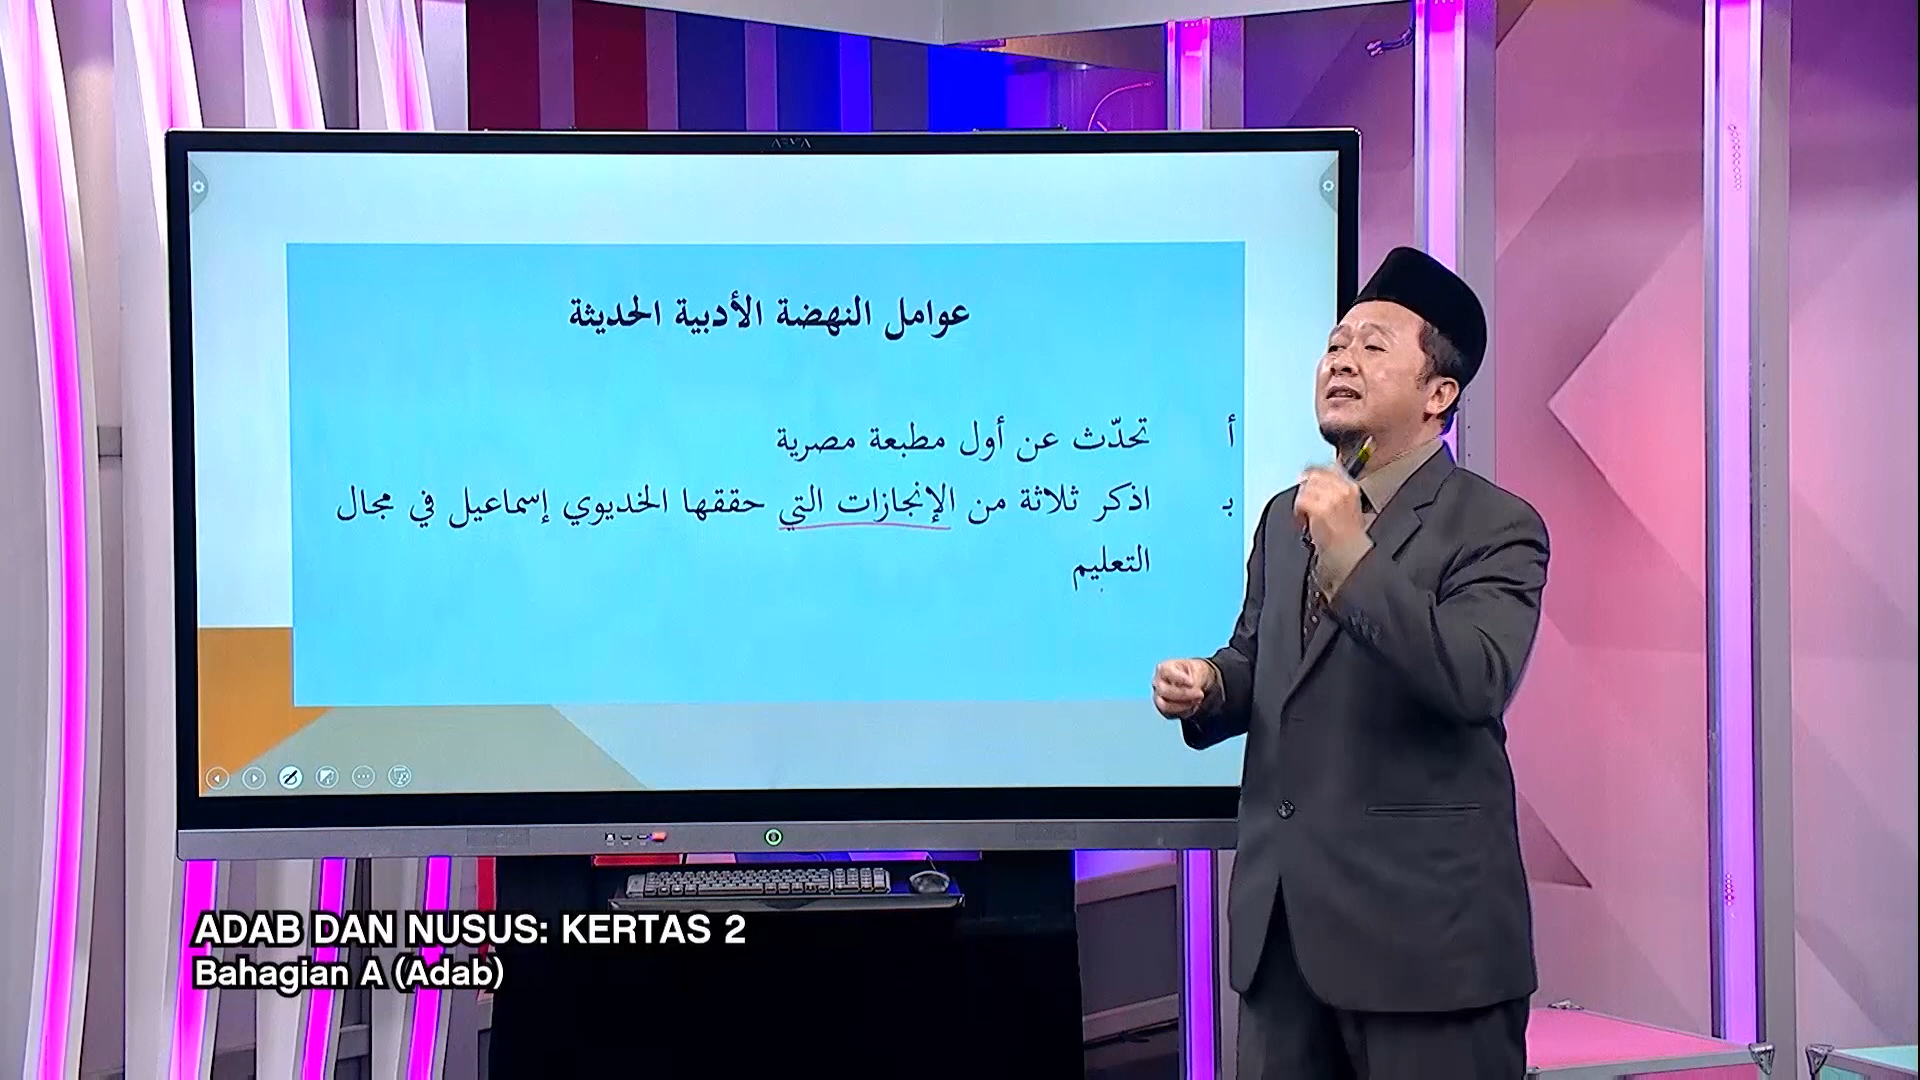 عوامل النهضة الأدبية الحديثة
أ تحدّث عن أول مطبعة مصرية
بـ اذكر ثلاثة من الإنجازات التي حققها الخديوي إسماعيل في مجال
التعليم
ADAB DAN NUSUS: KERTAS 2
Bahagian A (Adab)